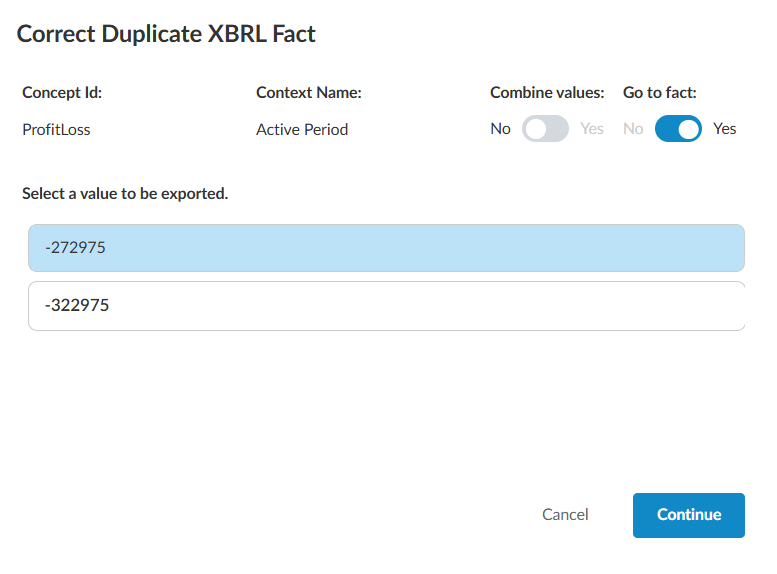 Correct Duplicate XBRL Fact
Concept Id: Context Name: Combine values: Go to fact:
ProfitLoss Active Period No Yes No Yes
Select a value to be exported.
-272975
-322975
Cancel Continue